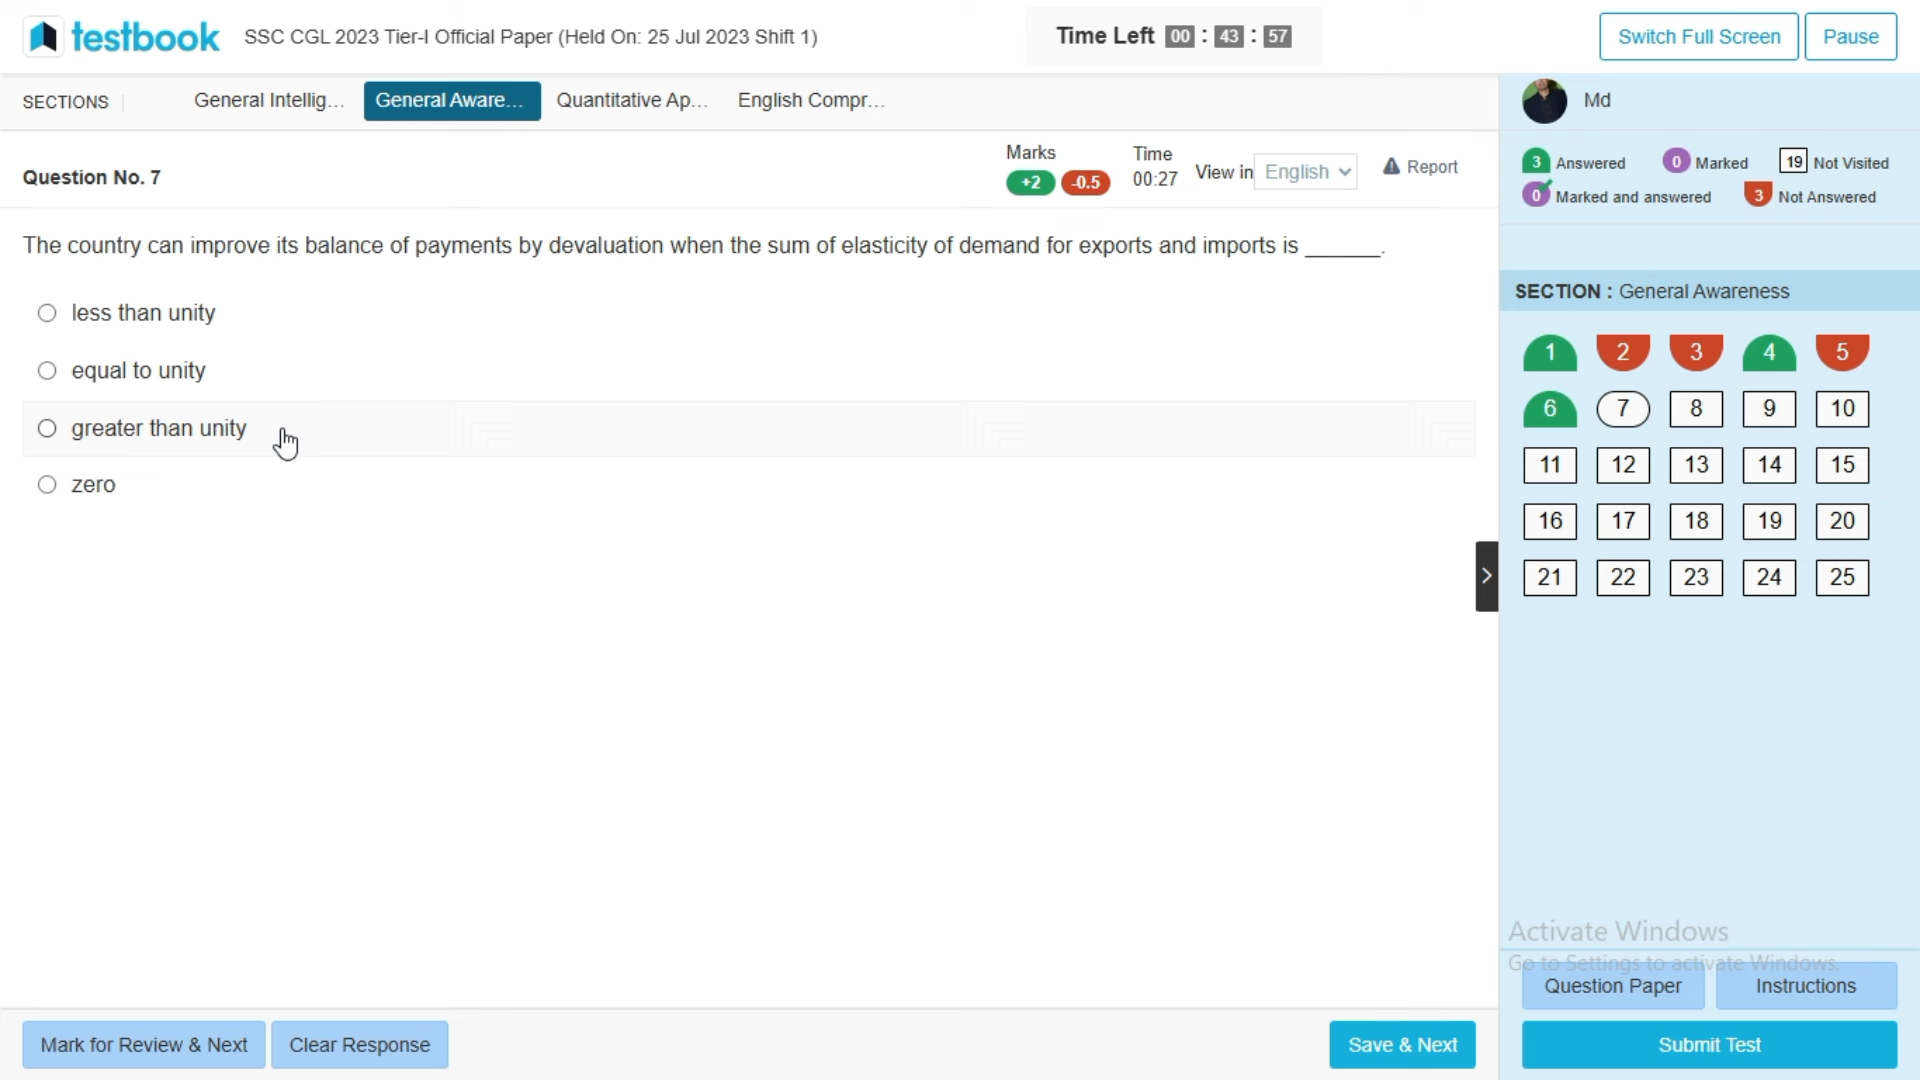 testbook SSC CGL 2023 Tier-I Official Paper (Held On: 25 Jul 2023 Shift 1) Time Left 00 : 43 : 57 Switch Full Screen Pause
SECTIONS General Intellig... General Aware... Quantitative Ap... English Compr...
Md
Question No. 7
Marks
+2 -0.5
Time
00:27
View in English
Report
3 Answered 0 Marked 19 Not Visited
0 Marked and answered 3 Not Answered
The country can improve its balance of payments by devaluation when the sum of elasticity of demand for exports and imports is ______.
less than unity
equal to unity
greater than unity
zero
SECTION : General Awareness
1 2 3 4 5
6 7 8 9 10
11 12 13 14 15
16 17 18 19 20
21 22 23 24 25
Activate Windows
Go to Settings to activate Windows.
Question Paper Instructions
Mark for Review & Next Clear Response Save & Next Submit Test